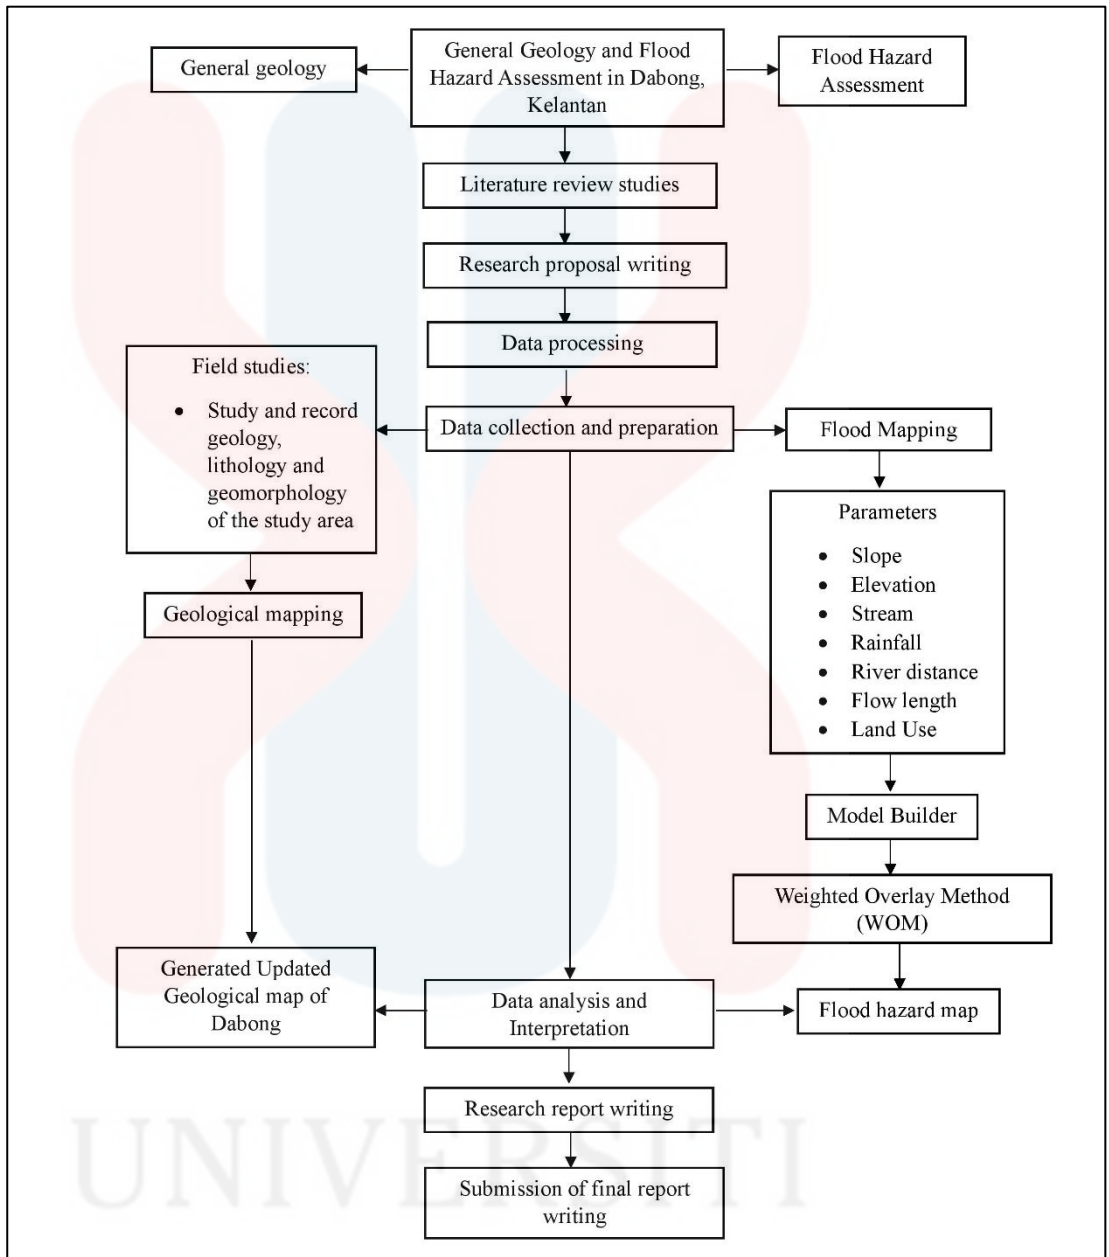 General geology
General Geology and Flood
Hazard Assessment in Dabong,
Kelantan
Flood Hazard
Assessment
Literature review studies
Research proposal writing
Data processing
Field studies:
• Study and record
geology,
lithology and
geomorphology
of the study area
Data collection and preparation
Flood Mapping
Parameters
• Slope
• Elevation
• Stream
• Rainfall
• River distance
• Flow length
• Land Use
Geological mapping
Model Builder
Weighted Overlay Method
(WOM)
Generated Updated
Geological map of
Dabong
Data analysis and
Interpretation
Flood hazard map
Research report writing
Submission of final report
writing
UNIVERSITI